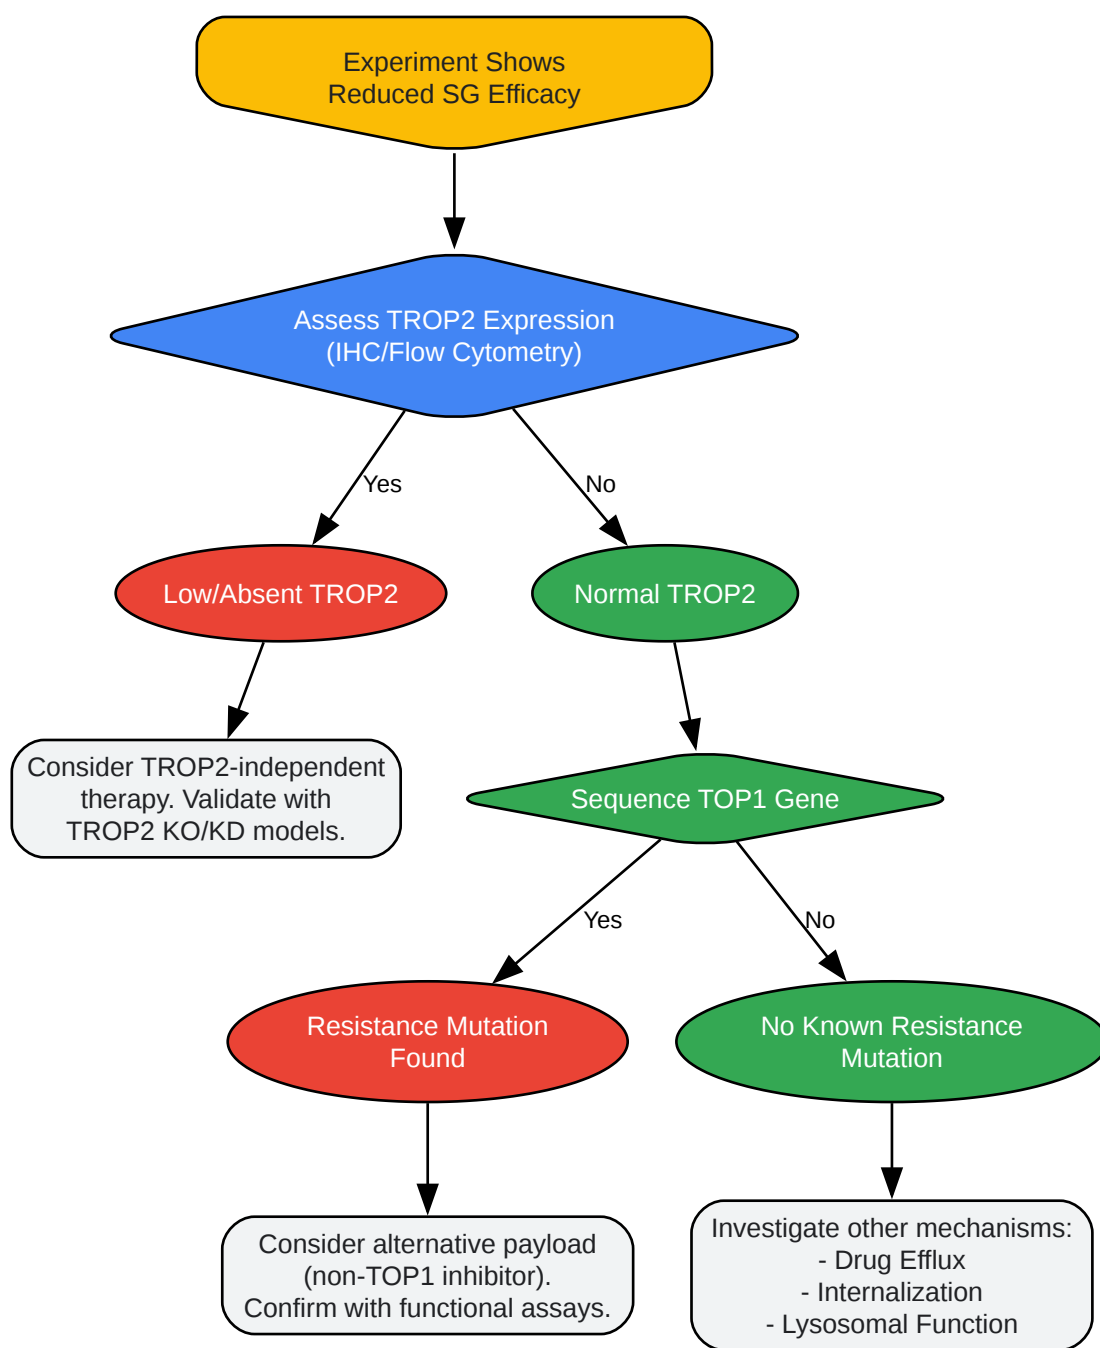 Experiment Shows
Reduced SG Efficacy
Assess TROP2 Expression
(IHC/Flow Cytometry)
Yes
No
Low/Absent TROP2
Normal TROP2
Consider TROP2-independent
therapy. Validate with
TROP2 KO/KD models.
Sequence TOP1 Gene
Yes
No
Resistance Mutation
Found
No Known Resistance
Mutation
Consider alternative payload
(non-TOP1 inhibitor).
Confirm with functional assays.
Investigate other mechanisms:
- Drug Efflux
- Internalization
- Lysosomal Function